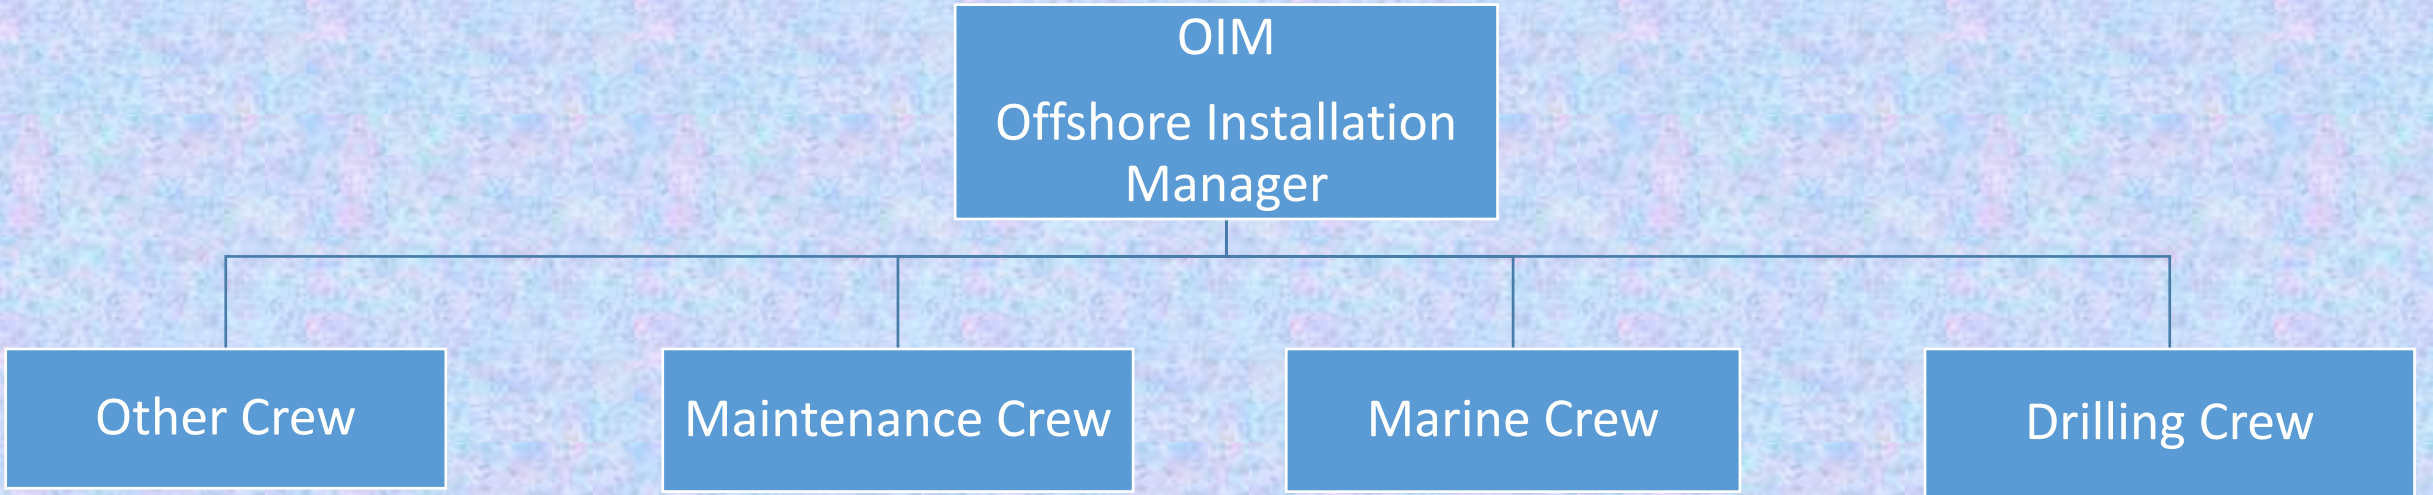 OIM
Offshore Installation
Manager
Other Crew
Maintenance Crew
Marine Crew
Drilling Crew